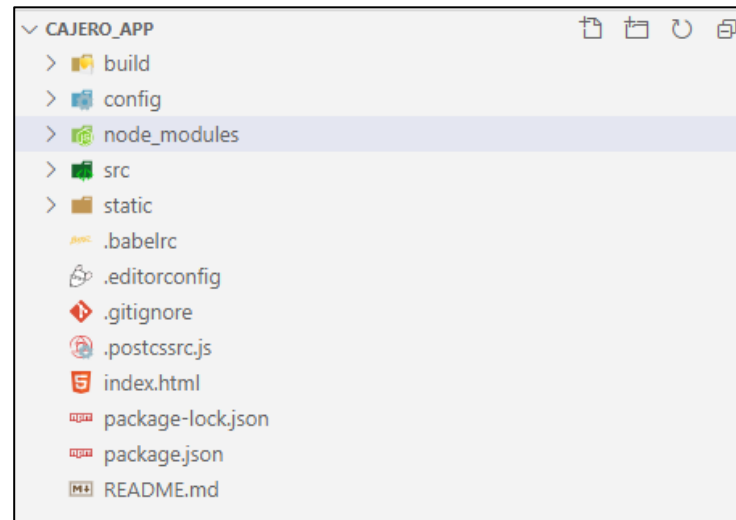 CAJERO_APP
build
config
node_modules
src
static
.babelrc
.editorconfig
.gitignore
.postcssrc.js
index.html
package-lock.json
package.json
README.md